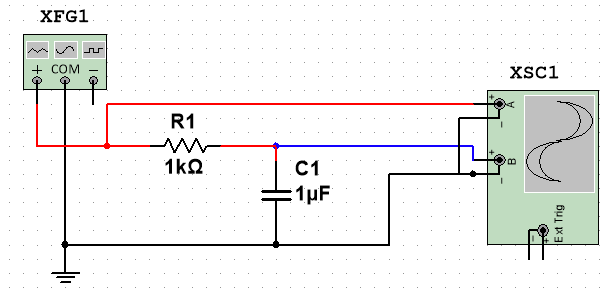 XFG1
+ COM −
XSC1
R1
1kΩ
C1
1µF
+ A −
+ B −
Ext Trig
− +